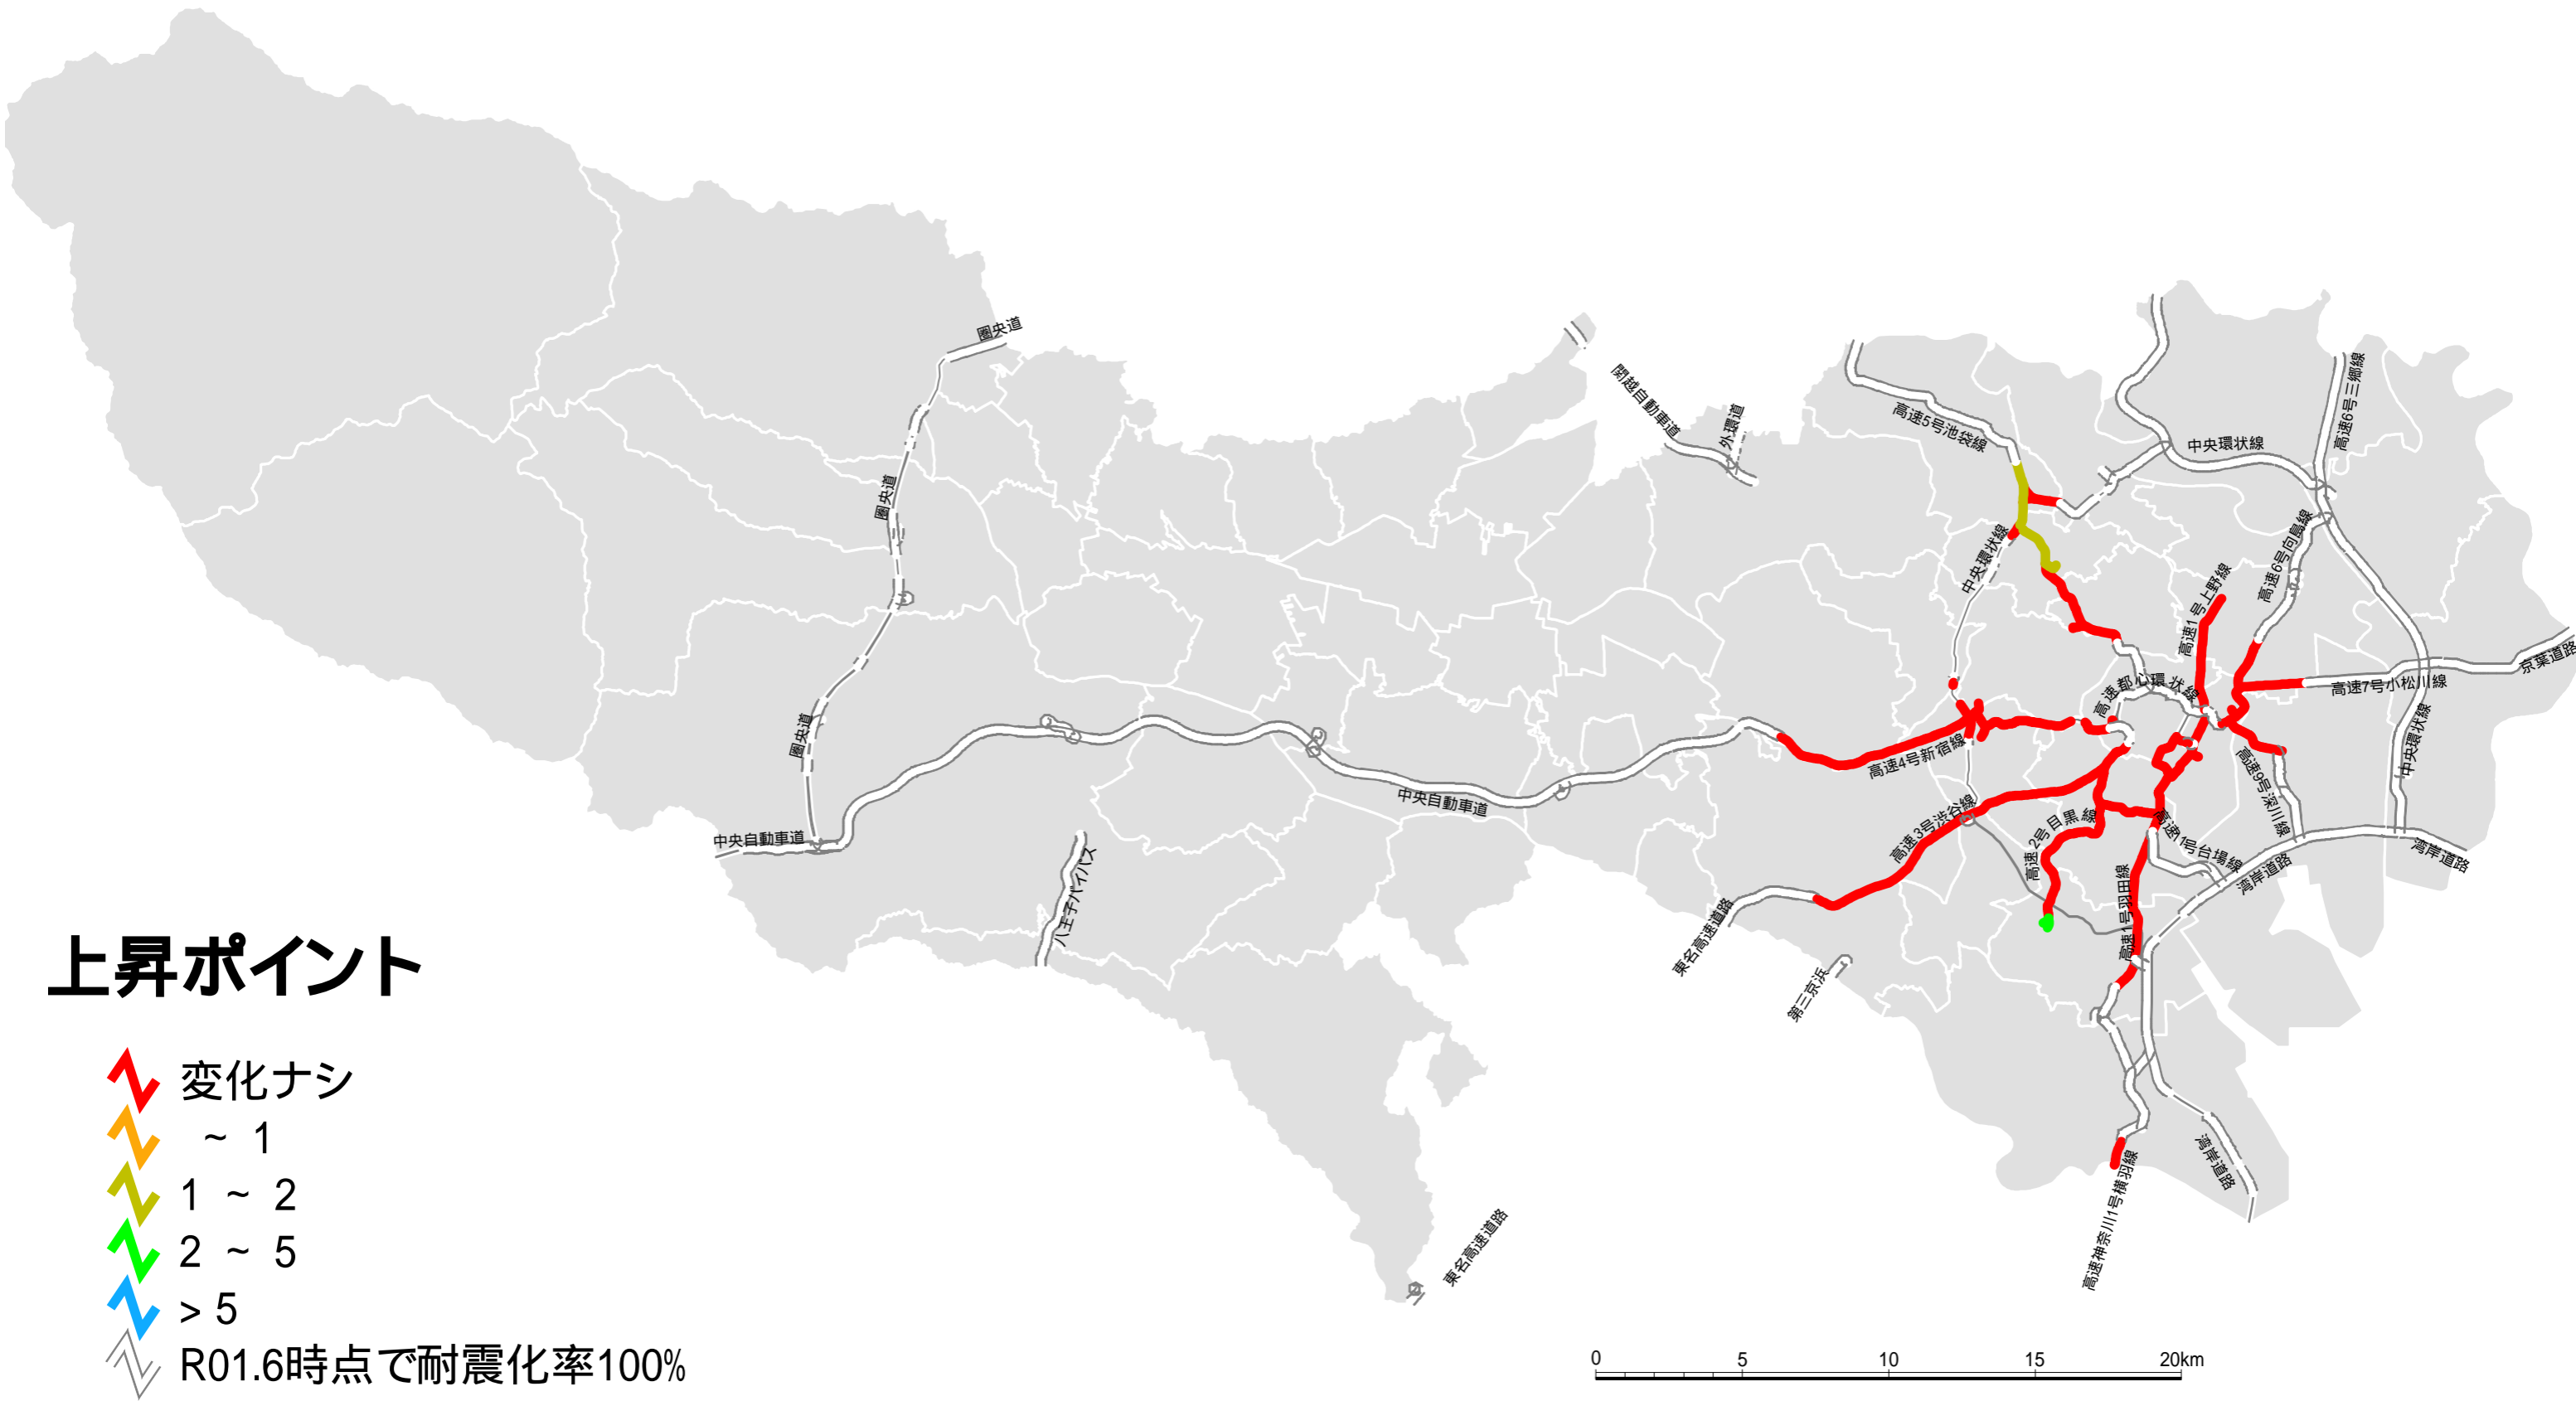 圏央道
関越自動車道
外環道
高速5号池袋線
中央環状線
高速6号三郷線
圏央道
中央環状線
高速6号向島線
高速1号上野線
京葉道路
高速7号小松川線
高速都心環状線
圏央道
高速4号新宿線
中央環状線
高速9号深川線
中央自動車道
中央自動車道
高速3号渋谷線
高速2号目黒線
高速11号台場線
湾岸道路
湾岸道路
八王子バイパス
東名高速道路
高速1号羽田線
第三京浜
湾岸道路
高速神奈川1号横羽線
東名高速道路
上昇ポイント
変化ナシ
~ 1
1 ~ 2
2 ~ 5
> 5
R01.6時点で耐震化率100%
0 5 10 15 20km